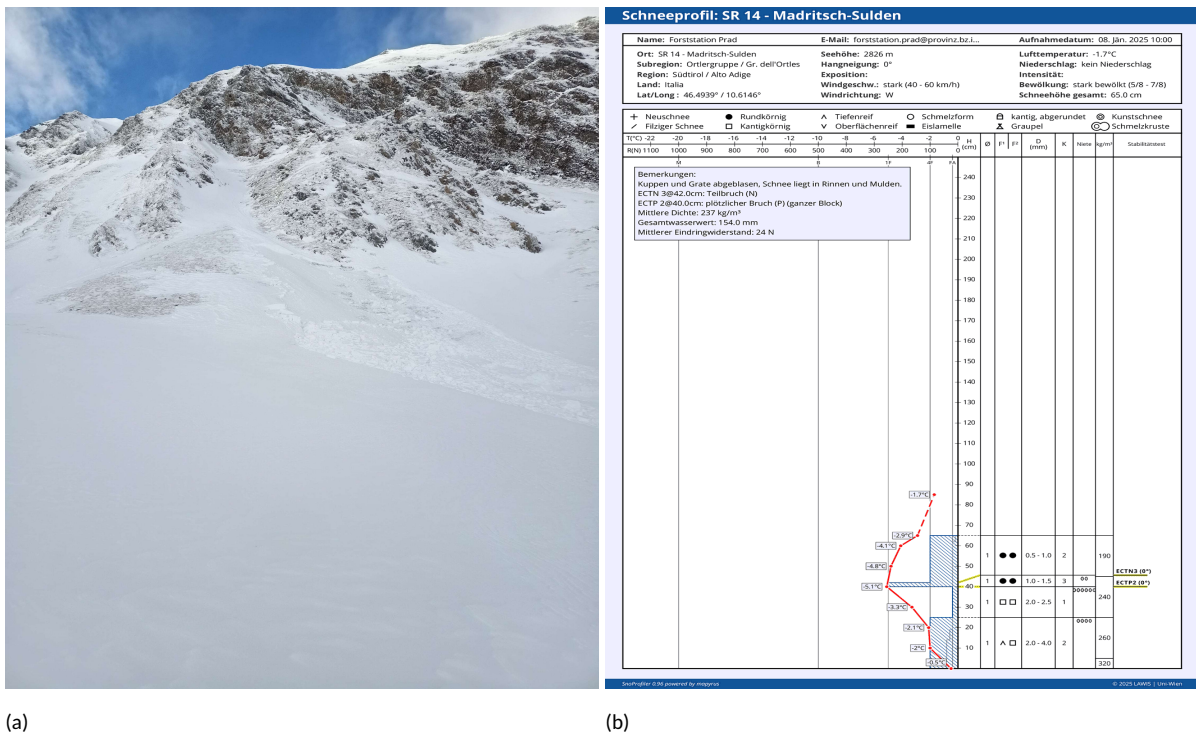 Schneeprofil: SR 14 - Madritsch-Sulden
Name: Forststation Prad E-Mail: forststation.prad@provinz.bz.i... Aufnahmedatum: 08. Jän. 2025 10:00
Ort: SR 14 - Madritsch-Sulden Seehöhe: 2826 m Lufttemperatur: -1.7°C
Subregion: Ortlergruppe / Gr. dell'Ortles Hangneigung: 0° Niederschlag: kein Niederschlag
Region: Südtirol / Alto Adige Exposition: Intensität:
Land: Italia Windgeschw.: stark (40 - 60 km/h) Bewölkung: stark bewölkt (5/8 - 7/8)
Lat/Long : 46.4939° / 10.6146° Windrichtung: W Schneehöhe gesamt: 65.0 cm
Neuschnee Rundkörnig Tiefenreif Schmelzform kantig, abgerundet Kunstschnee
Filziger Schnee Kantigkörnig Oberflächenreif Eislamelle Graupel Schmelzkruste
T(°C) -22 -20 -18 -16 -14 -12 -10 -8 -6 -4 -2 0 H (cm) Ø F¹ F² D (mm) K Niese kg/m³ Stabilitätstest
R(N) 1100 1000 900 800 700 600 500 400 300 200 100 0
M B 1F 4F FA
Bemerkungen:
Kuppen und Grate abgeblasen, Schnee liegt in Rinnen und Mulden.
ECTN 3@42.0cm: Teilbruch (N)
ECTP 2@40.0cm: plötzlicher Bruch (P) (ganzer Block)
Mittlere Dichte: 237 kg/m³
Gesamtwasserwert: 154.0 mm
Mittlerer Eindringwiderstand: 24 N
240
230
220
210
200
190
180
170
160
150
140
130
120
110
100
90
-1.7°C
80
70
-2.9°C
-4.1°C 60
1 0.5 - 1.0 2 190
-4.8°C 50
ECTN3 (0°)
1 1.0 - 1.5 3 ECTP2 (0°)
-5.1°C 40
240
-3.3°C 30 1 2.0 - 2.5 1
-2.1°C 20
-2°C 10 1 2.0 - 4.0 2 260
-0.5°C 320
SnoProfiler 0.96 powered by mapyrus © 2025 LAWIS | Uni-Wien
(a) (b)